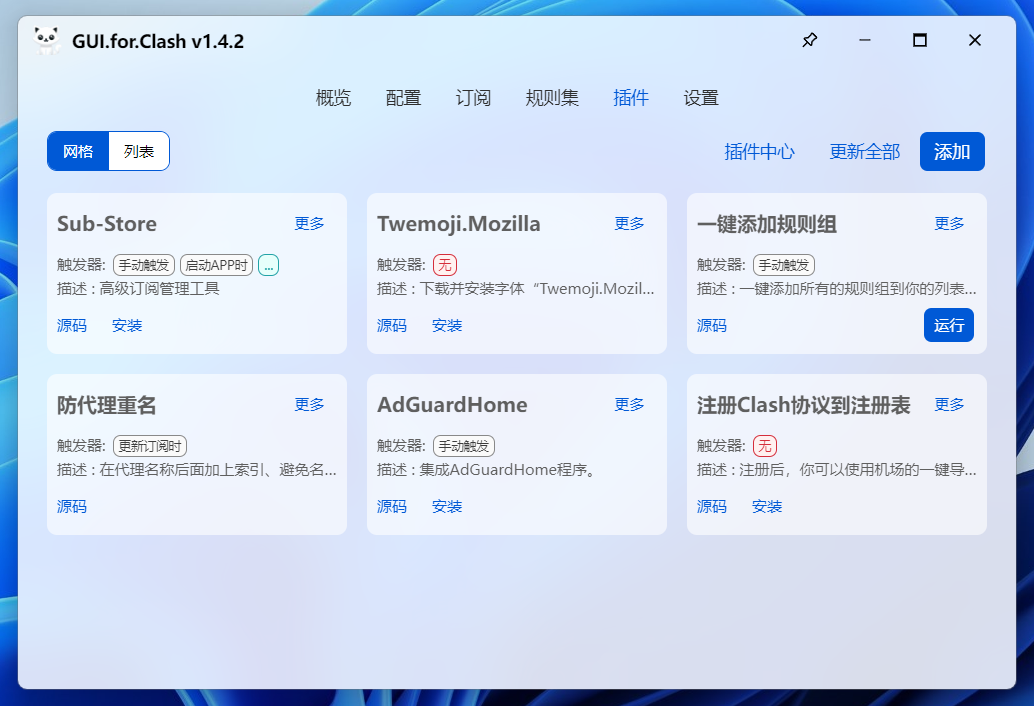 GUI.for.Clash v1.4.2
概览 配置 订阅 规则集 插件 设置
网格 列表 插件中心 更新全部 添加
Sub-Store 更多
触发器: 手动触发 启动APP时 ...
描述 : 高级订阅管理工具
源码 安装
Twemoji.Mozilla 更多
触发器: 无
描述 : 下载并安装字体“Twemoji.Mozil...
源码 安装
一键添加规则组 更多
触发器: 手动触发
描述 : 一键添加所有的规则组到你的列表...
源码 运行
防代理重名 更多
触发器: 更新订阅时
描述 : 在代理名称后面加上索引、避免名...
源码
AdGuardHome 更多
触发器: 手动触发
描述 : 集成AdGuardHome程序。
源码 安装
注册Clash协议到注册表 更多
触发器: 无
描述 : 注册后，你可以使用机场的一键导...
源码 安装